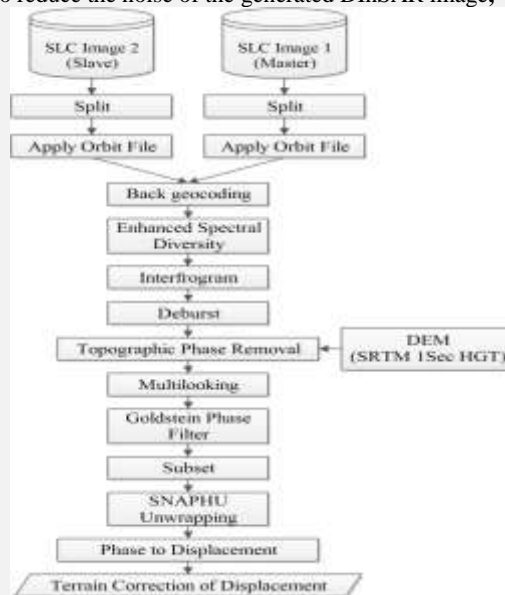 o reduce the noise of the generated DInSAR image,
SLC Image 2
(Slave)
SLC Image 1
(Master)
Split
Split
Apply Orbit File
Apply Orbit File
Back geocoding
Enhanced Spectral
Diversity
Interfrogram
Deburst
Topographic Phase Removal
DEM
(SRTM 1Sec HGT)
Multilooking
Goldstein Phase
Filter
Subset
SNAPHU
Unwrapping
Phase to Displacement
Terrain Correction of Displacement